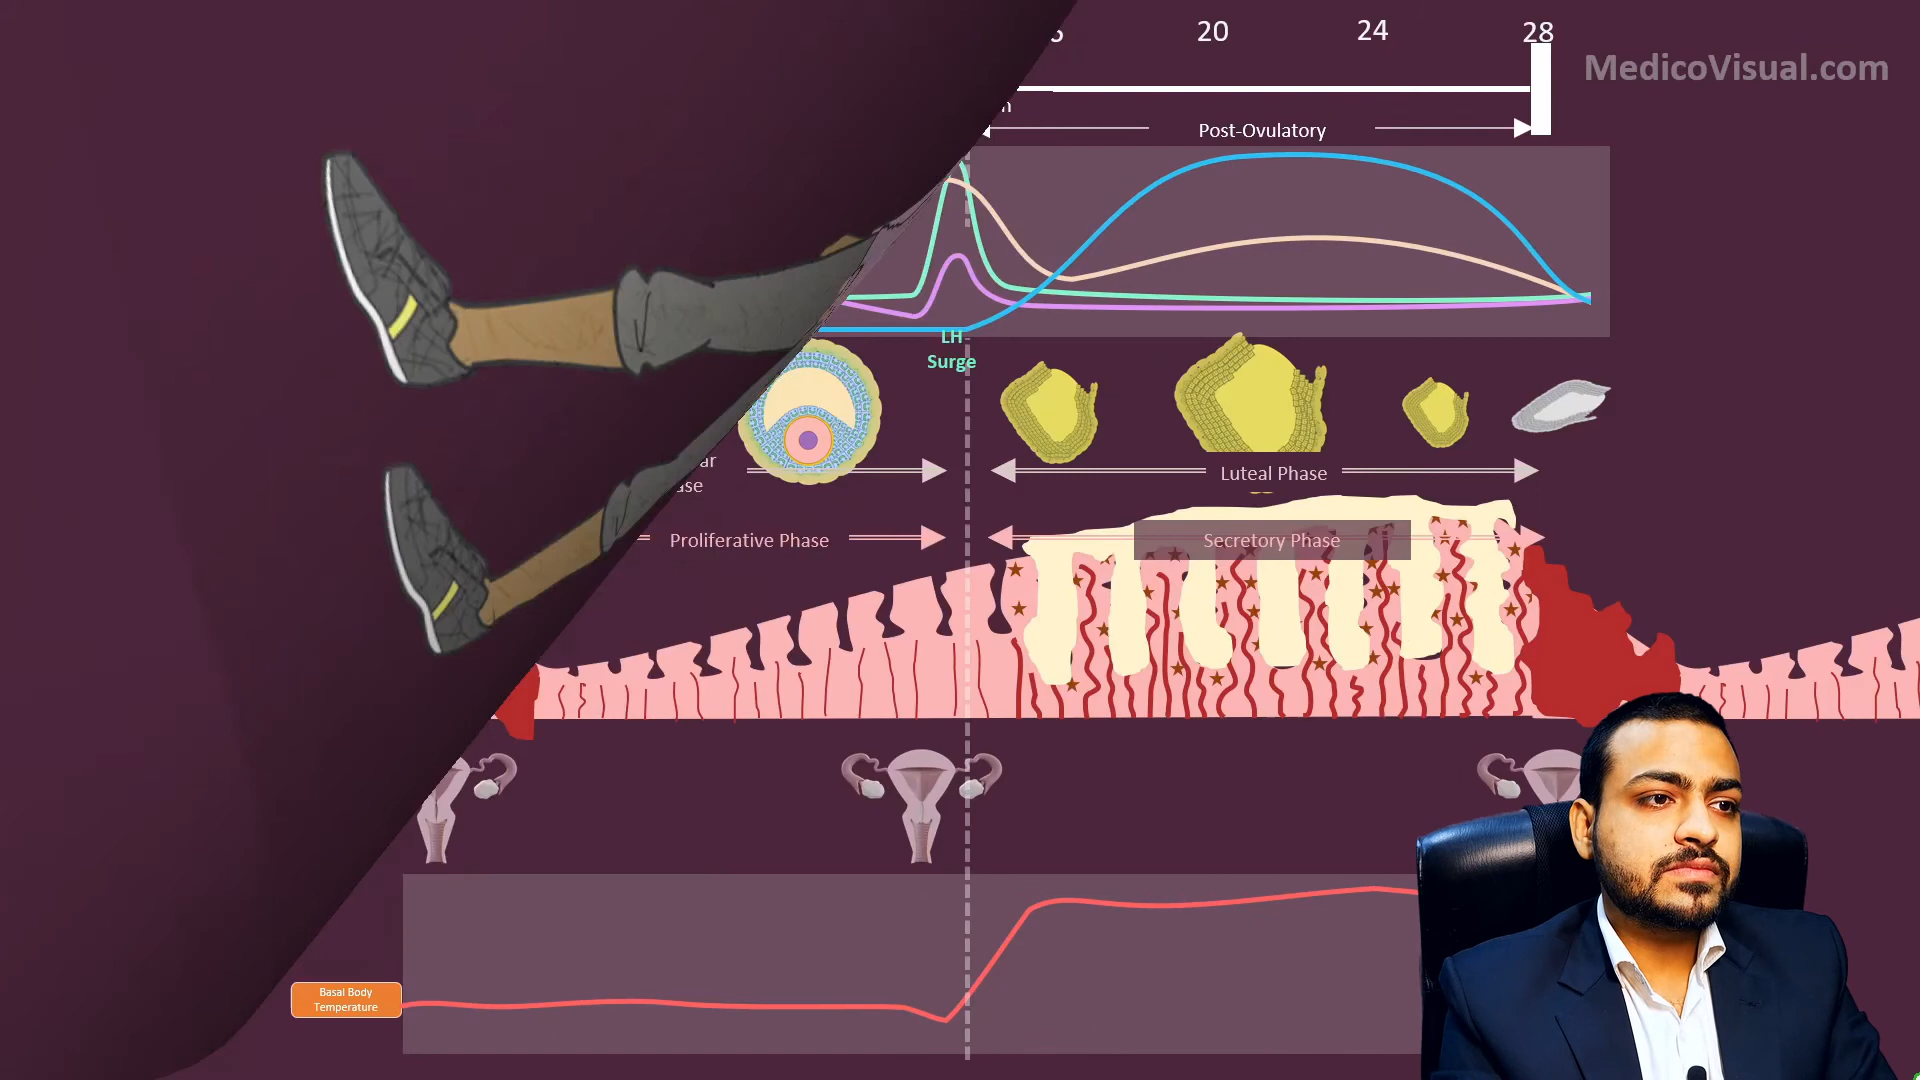 20 24 28
MedicoVisual.com
Post-Ovulatory
LH
Surge
Luteal Phase
Proliferative Phase
Secretory Phase
Basal Body
Temperature